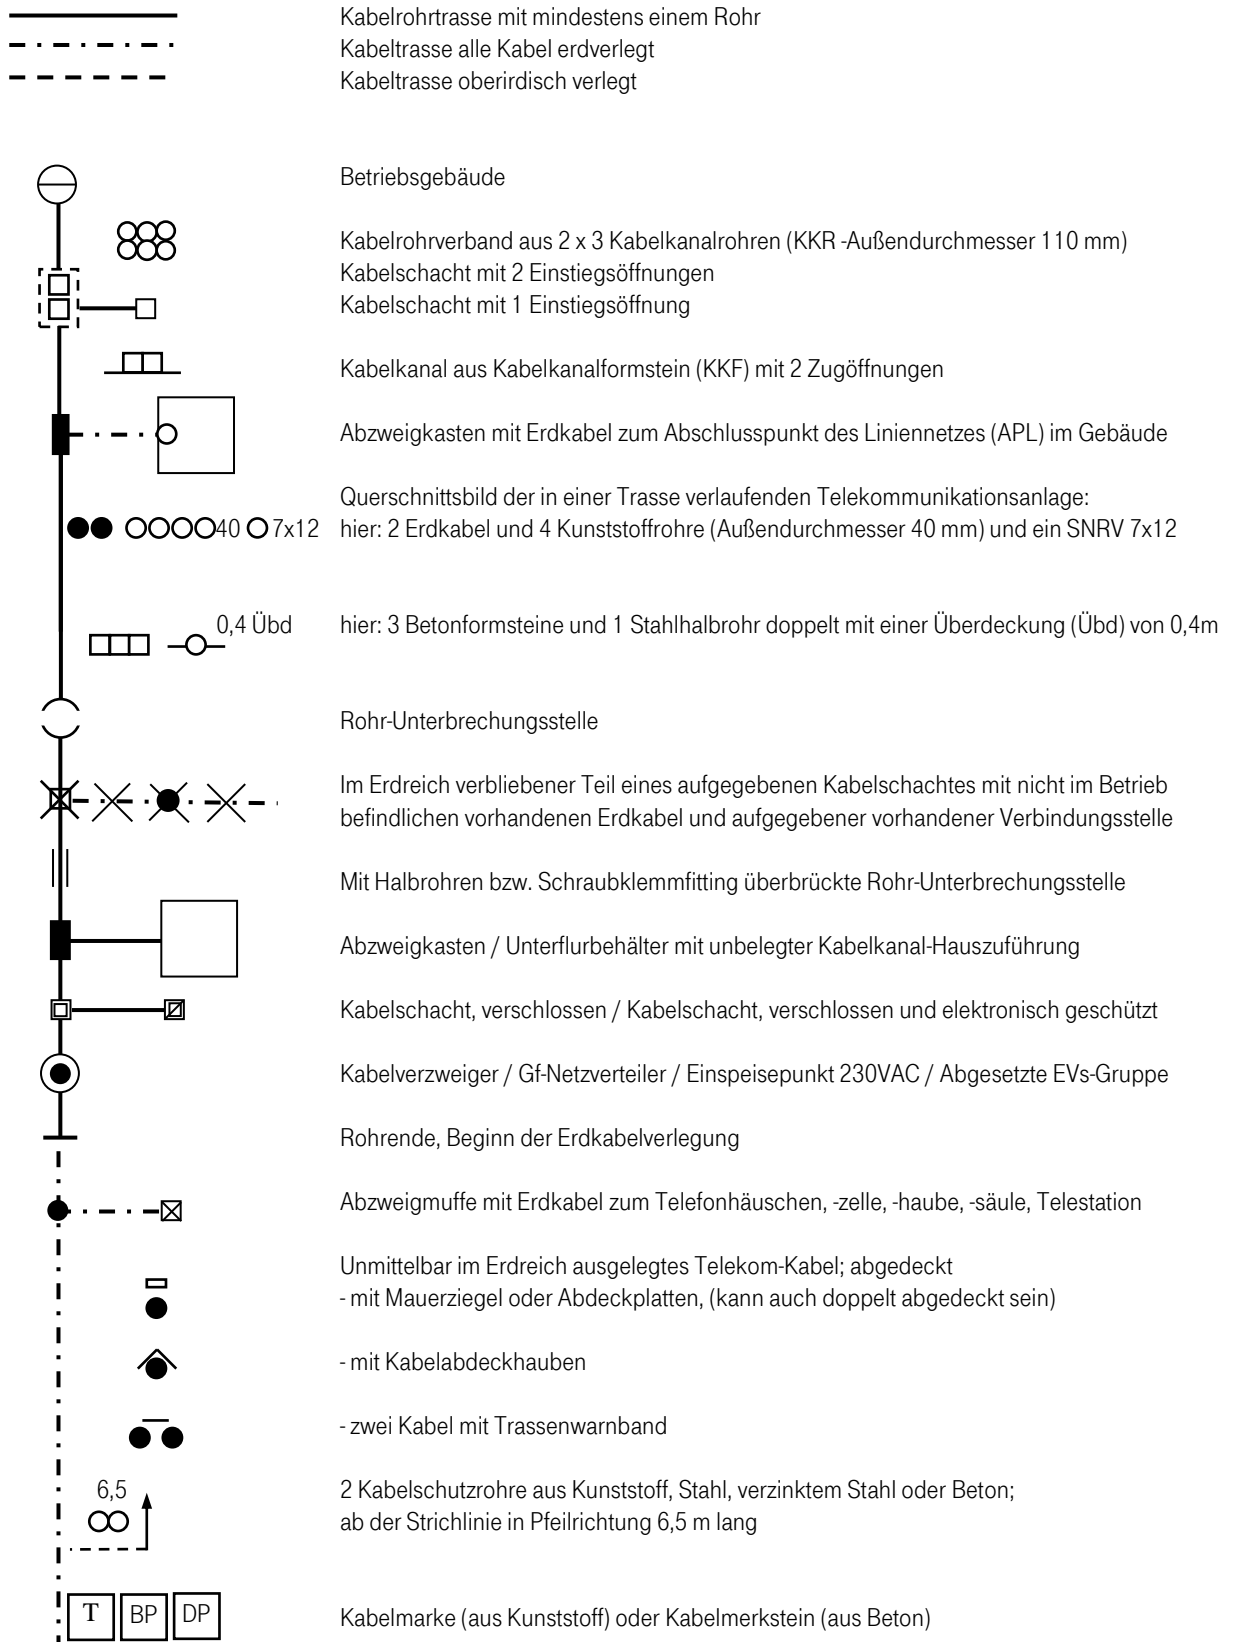 Kabelrohrtrasse mit mindestens einem Rohr
Kabeltrasse alle Kabel erdverlegt
Kabeltrasse oberirdisch verlegt
Betriebsgebäude
Kabelrohrverband aus 2 x 3 Kabelkanalrohren (KKR -Außendurchmesser 110 mm)
Kabelschacht mit 2 Einstiegsöffnungen
Kabelschacht mit 1 Einstiegsöffnung
Kabelkanal aus Kabelkanalformstein (KKF) mit 2 Zugöffnungen
Abzweigkasten mit Erdkabel zum Abschlusspunkt des Liniennetzes (APL) im Gebäude
Querschnittsbild der in einer Trasse verlaufenden Telekommunikationsanlage:
40 7x12 hier: 2 Erdkabel und 4 Kunststoffrohre (Außendurchmesser 40 mm) und ein SNRV 7x12
0,4 Übd hier: 3 Betonformsteine und 1 Stahlhalbrohr doppelt mit einer Überdeckung (Übd) von 0,4m
Rohr-Unterbrechungsstelle
Im Erdreich verbliebener Teil eines aufgegebenen Kabelschachtes mit nicht im Betrieb
befindlichen vorhandenen Erdkabel und aufgegebener vorhandener Verbindungsstelle
Mit Halbrohren bzw. Schraubklemmfitting überbrückte Rohr-Unterbrechungsstelle
Abzweigkasten / Unterflurbehälter mit unbelegter Kabelkanal-Hauszuführung
Kabelschacht, verschlossen / Kabelschacht, verschlossen und elektronisch geschützt
Kabelverzweiger / Gf-Netzverteiler / Einspeisepunkt 230VAC / Abgesetzte EVs-Gruppe
Rohrende, Beginn der Erdkabelverlegung
Abzweigmuffe mit Erdkabel zum Telefonhäuschen, -zelle, -haube, -säule, Telestation
Unmittelbar im Erdreich ausgelegtes Telekom-Kabel; abgedeckt
- mit Mauerziegel oder Abdeckplatten, (kann auch doppelt abgedeckt sein)
- mit Kabelabdeckhauben
- zwei Kabel mit Trassenwarnband
6,5 2 Kabelschutzrohre aus Kunststoff, Stahl, verzinktem Stahl oder Beton;
ab der Strichlinie in Pfeilrichtung 6,5 m lang
T BP DP Kabelmarke (aus Kunststoff) oder Kabelmerkstein (aus Beton)